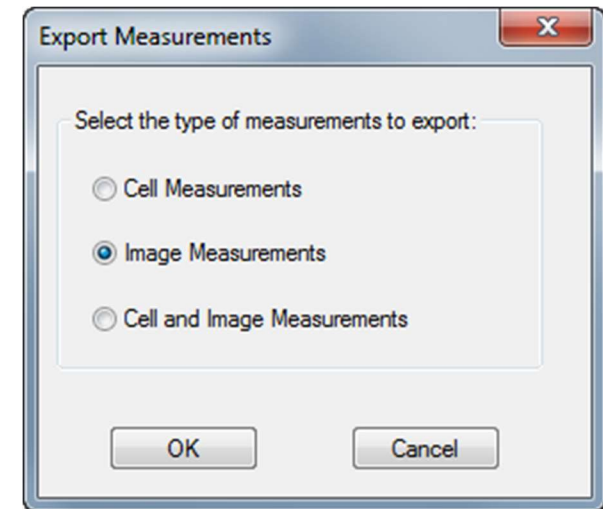 Export Measurements
Select the type of measurements to export:
Cell Measurements
Image Measurements
Cell and Image Measurements
OK Cancel